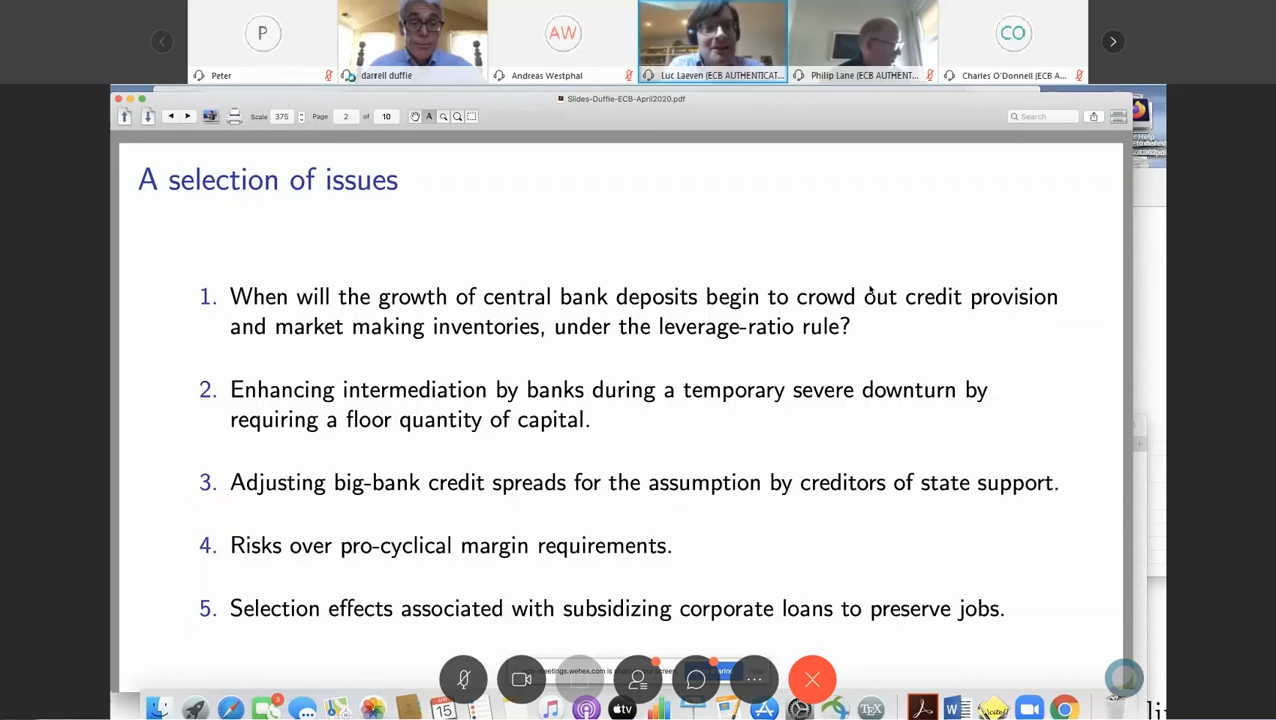 P
AW
CO
Peter
darrell duffie
Andreas Westphal
Luc Laeven (ECB AUTHENTICAT...
Philip Lane (ECB AUTHENT...
Charles O'Donnell (ECB A...
Slides-Duffie-ECB-April2020.pdf
Scale 375 Page 2 of 10
Search
A selection of issues
1. When will the growth of central bank deposits begin to crowd out credit provision
and market making inventories, under the leverage-ratio rule?
2. Enhancing intermediation by banks during a temporary severe downturn by
requiring a floor quantity of capital.
3. Adjusting big-bank credit spreads for the assumption by creditors of state support.
4. Risks over pro-cyclical margin requirements.
5. Selection effects associated with subsidizing corporate loans to preserve jobs.
APR
15
3
tv
TEX
W